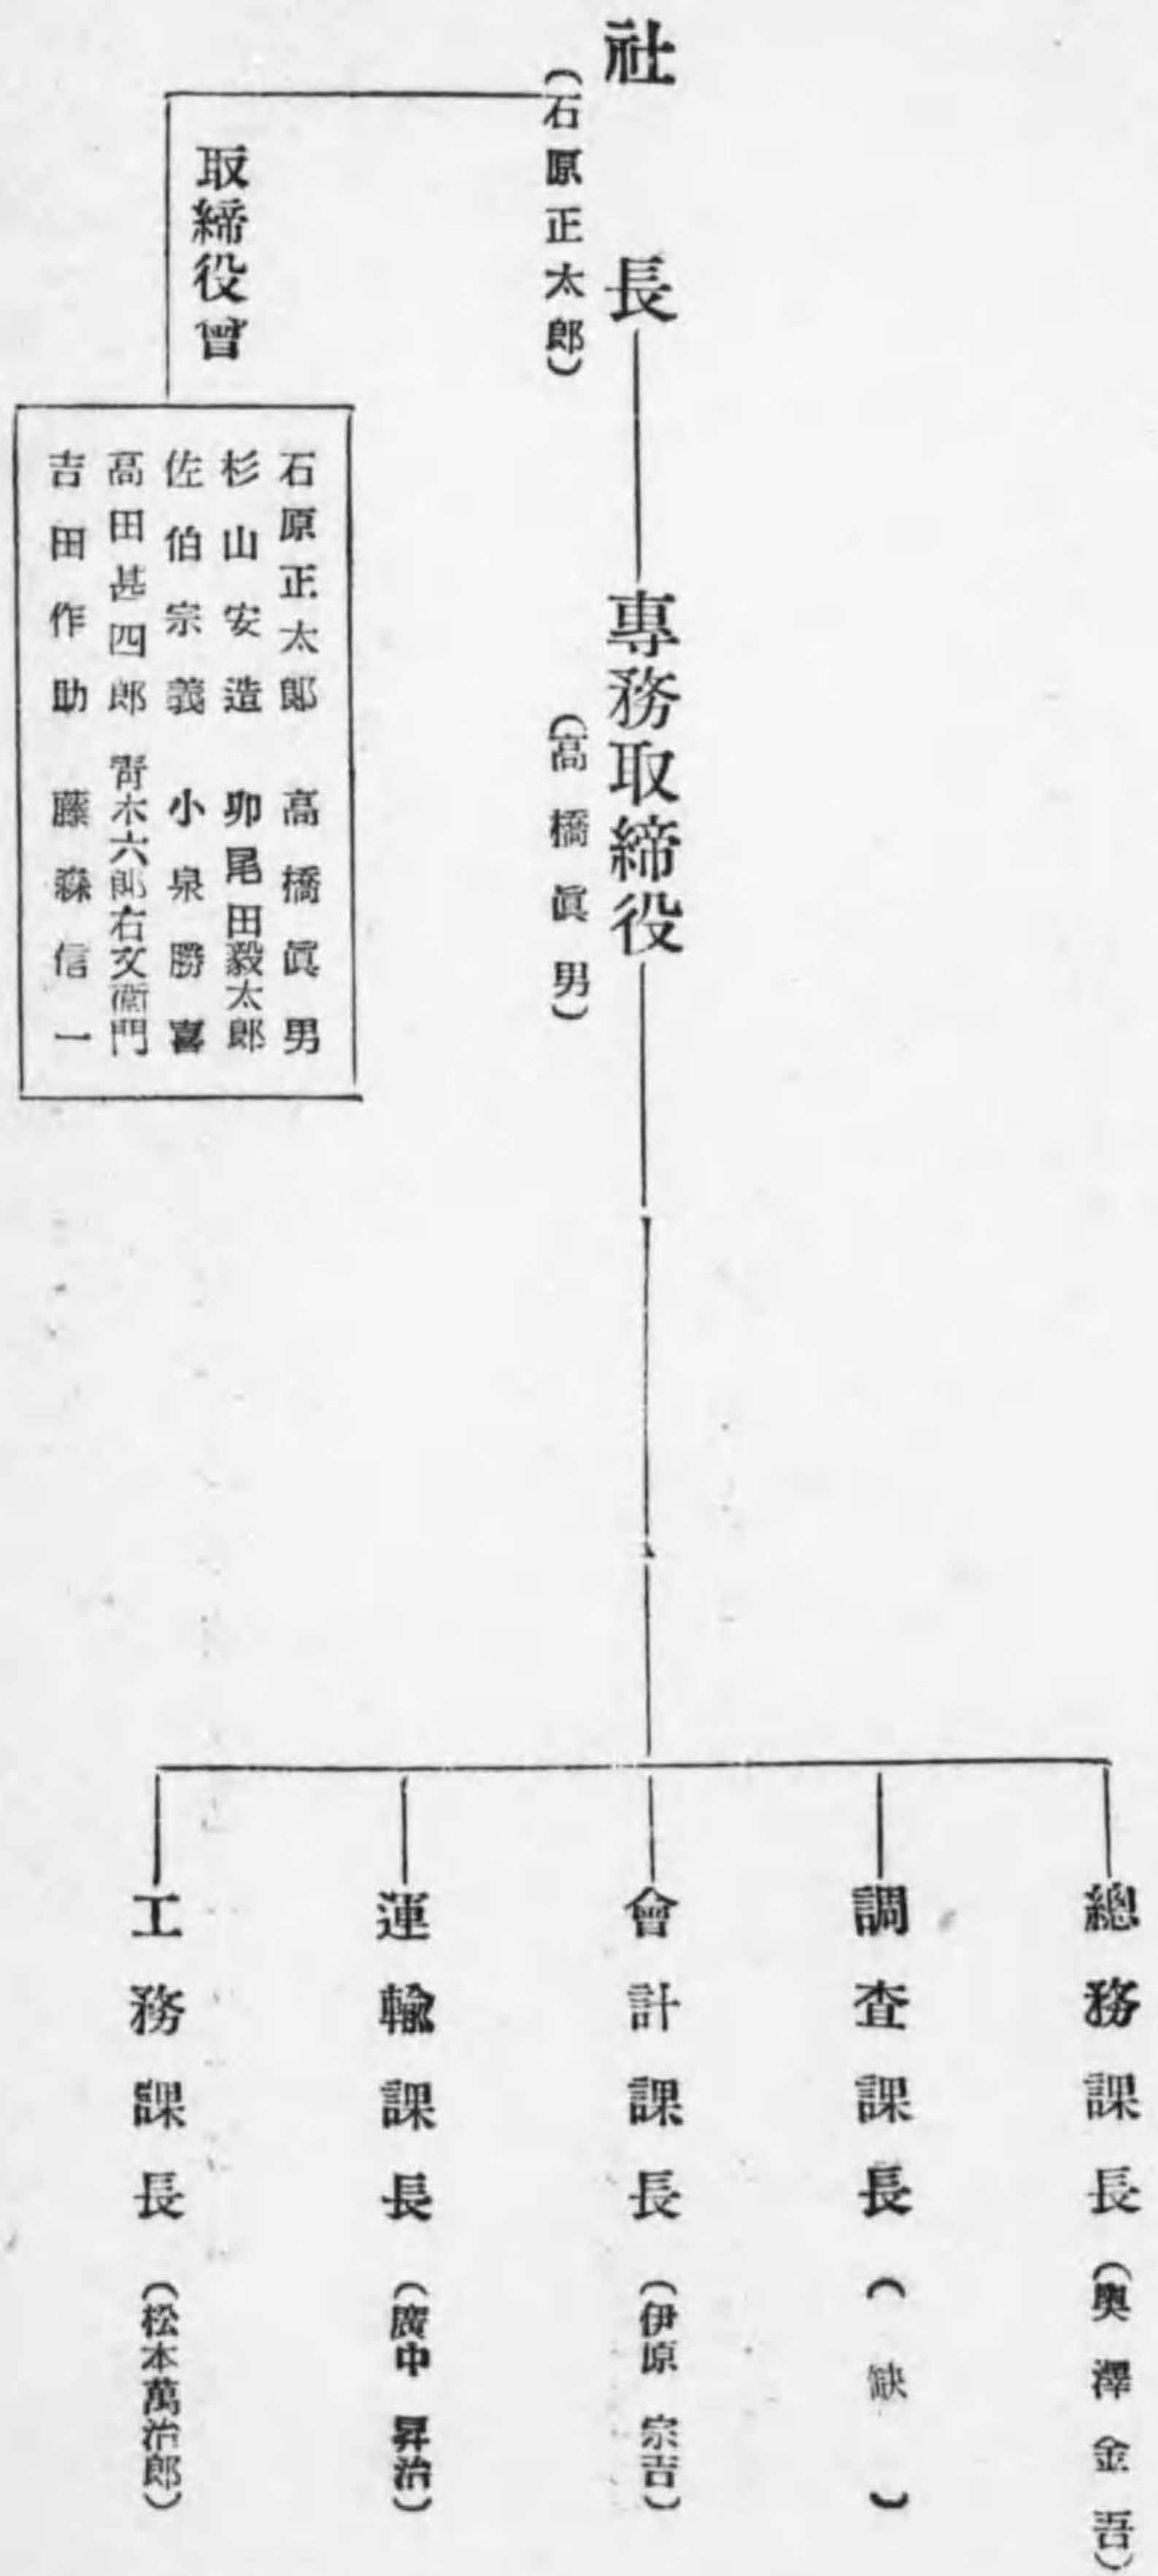 社長
（石原正太郎）
專務取締役
（高橋眞男）
總務課長（奧澤金吾）
調査課長（缺）
會計課長（伊原宗吉）
運輸課長（廣中昇治）
工務課長（松本萬治郎）
取締役會
石原正太郎 高橋眞男
杉山安造 卯尾田毅太郎
佐伯宗義 小泉勝喜
高田甚四郎 青木六郎右衞門
吉田作助 藤森信一